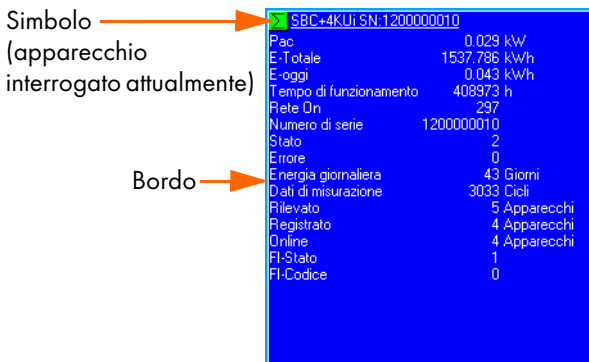 Simbolo
(apparecchio
interrogato attualmente)
Bordo
Σ SBC+4KUi SN:1200000010
Pac 0.029 kW
E-Totale 1537.786 kWh
E-oggi 0.043 kWh
Tempo di funzionamento 408973 h
Rete On 297
Numero di serie 1200000010
Stato 2
Errore 0
Energia giornaliera 43 Giorni
Dati di misurazione 3033 Cicli
Rilevato 5 Apparecchi
Registrato 4 Apparecchi
Online 4 Apparecchi
FI-Stato 1
FI-Codice 0